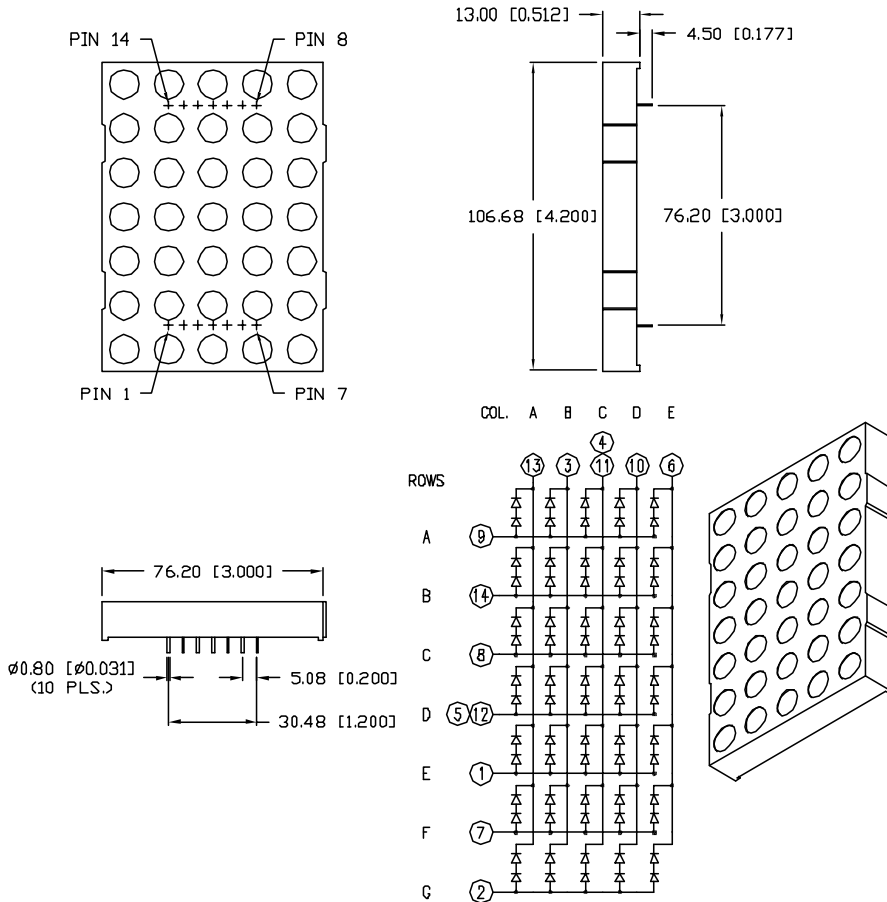 13.00 [0.512]
4.50 [0.177]
PIN 14
PIN 8
106.68 [4.200]
76.20 [3.000]
PIN 1
PIN 7
COL. A B C D E
4
13 3 11 10 6
ROWS
A 9
B 14
C 8
D 5 12
E 1
F 7
G 2
76.20 [3.000]
ø0.80 [ø0.031]
(10 PLS.)
5.08 [0.200]
30.48 [1.200]